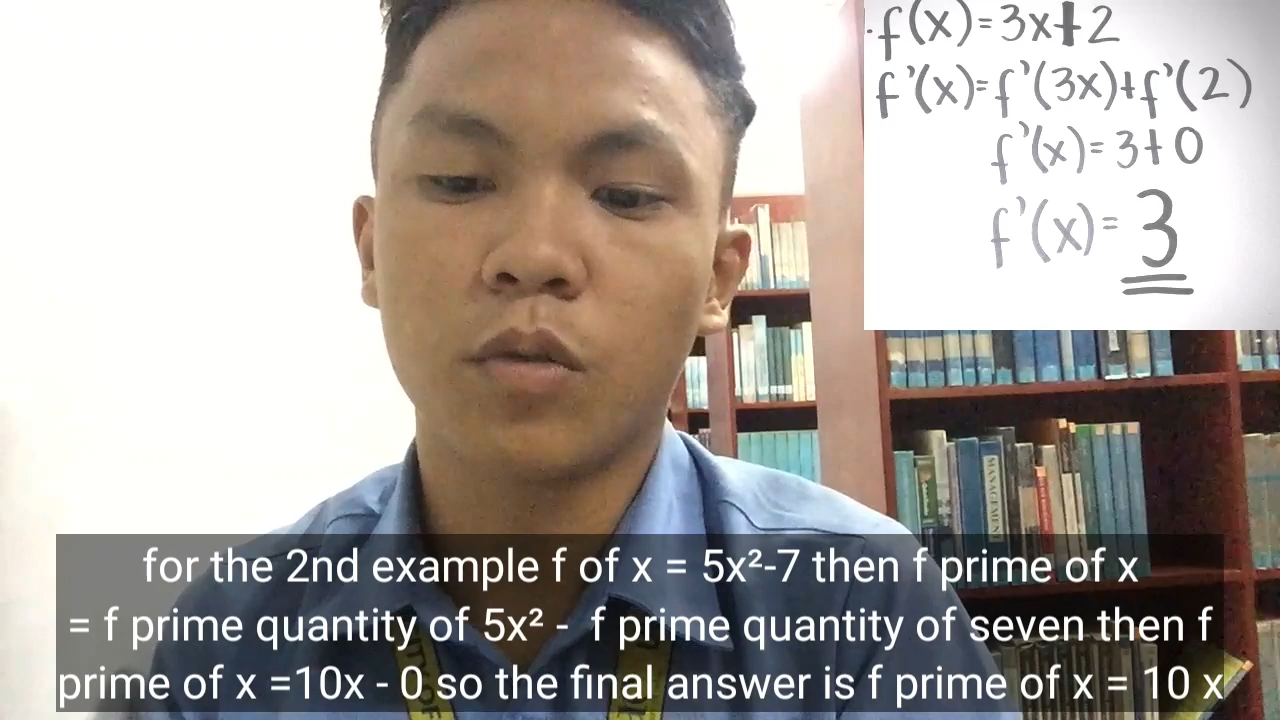 f(x)=3x+2
f'(x)=f'(3x)+f'(2)
f'(x)=3+0
f'(x)=3
MANAGEMENT
for the 2nd example f of x = 5x²-7 then f prime of x
= f prime quantity of 5x² - f prime quantity of seven then f
prime of x =10x - 0 so the final answer is f prime of x = 10 x